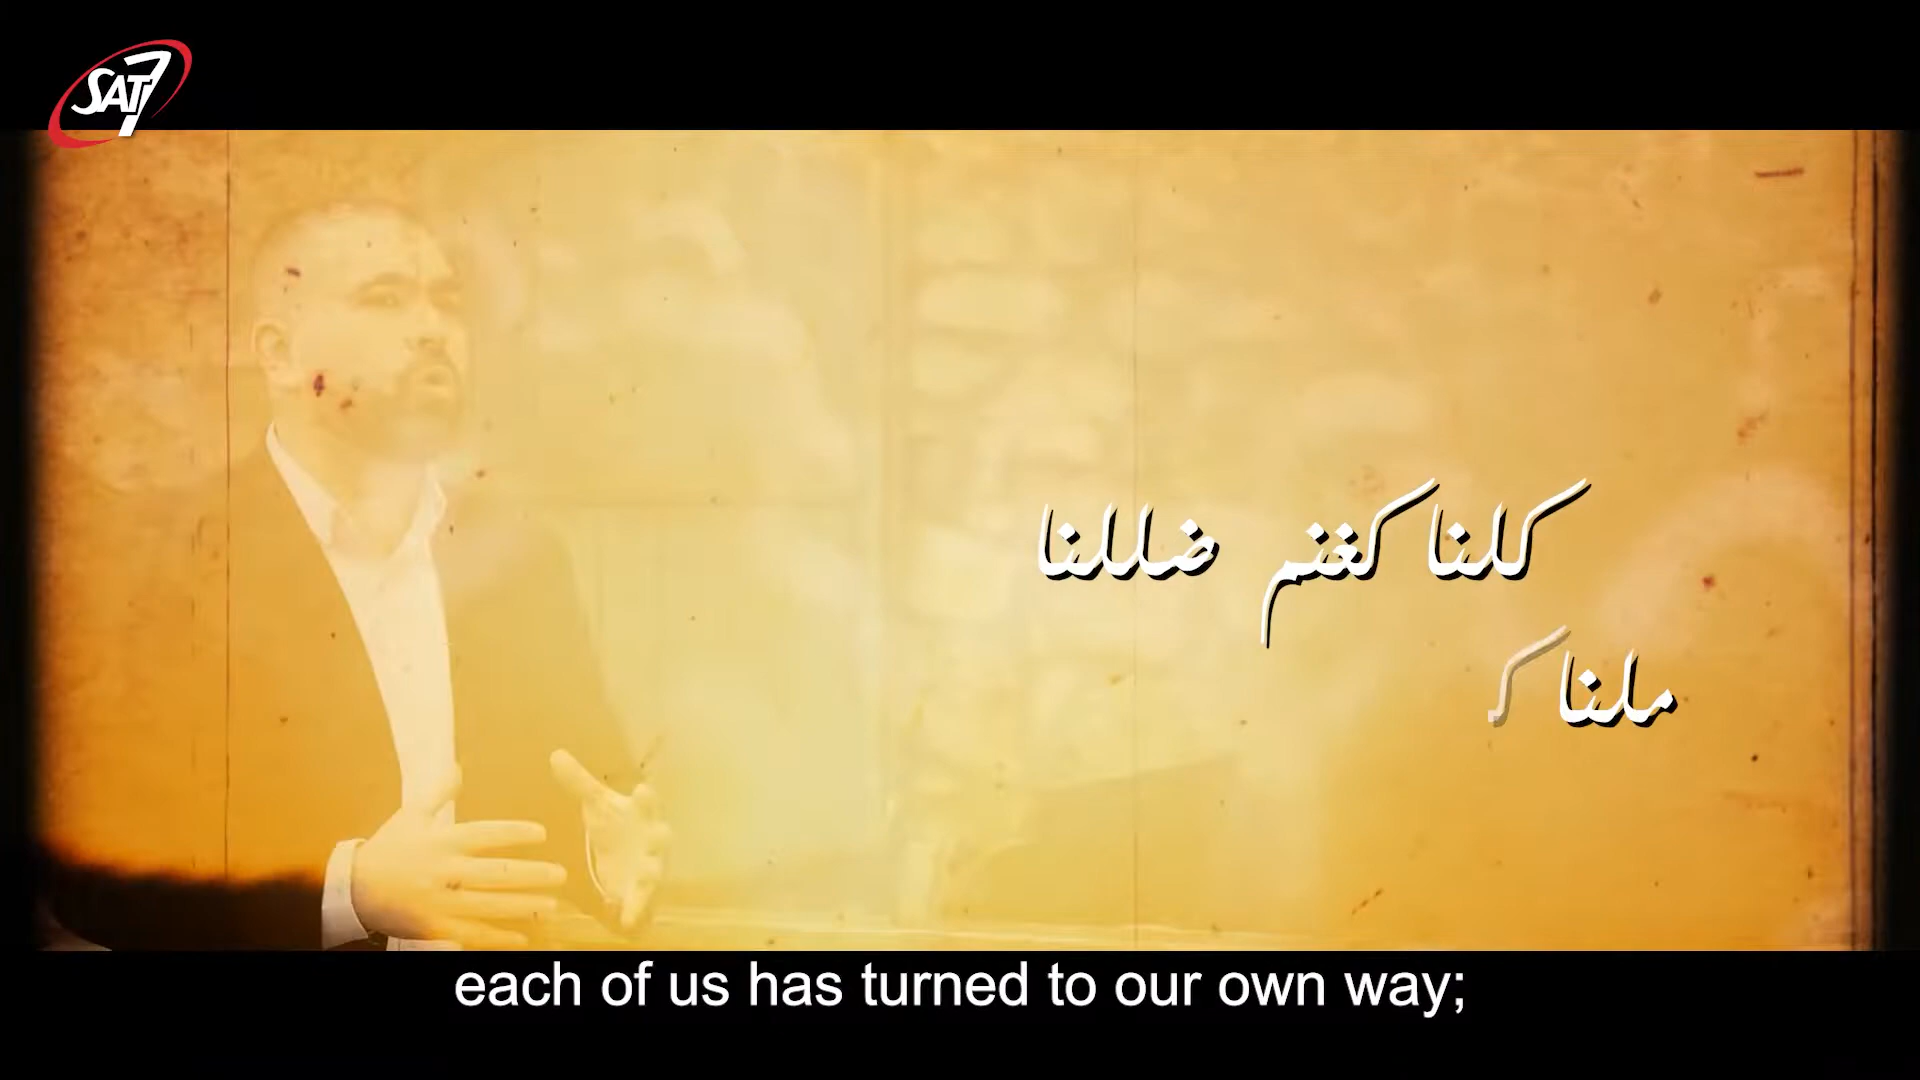 SAT7
كلنا كغنم ضللنا
ملنا ك
each of us has turned to our own way;